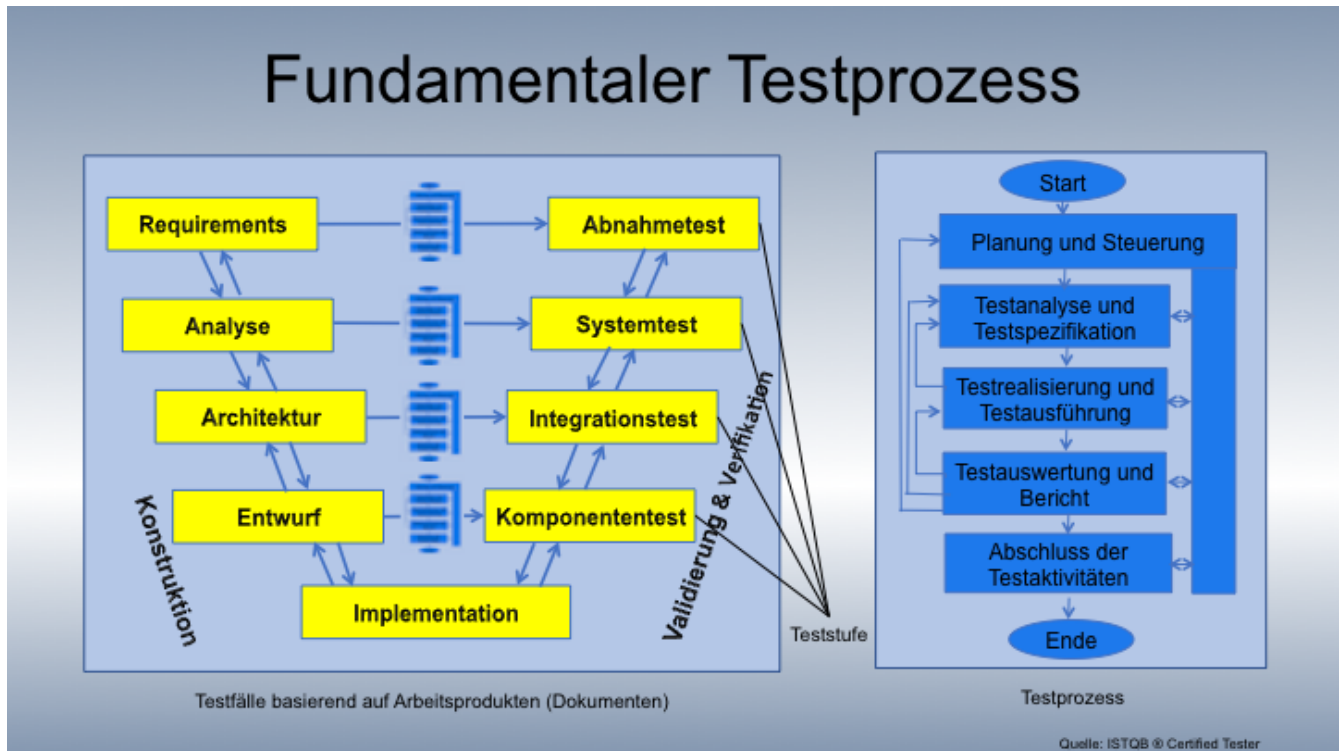 Fundamentaler Testprozess
Requirements
Abnahmetest
Analyse
Systemtest
Architektur
Integrationstest
Entwurf
Komponententest
Implementation
Konstruktion
Validierung & Verifikation
Teststufe
Testfälle basierend auf Arbeitsprodukten (Dokumenten)
Start
Planung und Steuerung
Testanalyse und
Testspezifikation
Testrealisierung und
Testausführung
Testauswertung und
Bericht
Abschluss der
Testaktivitäten
Ende
Testprozess
Quelle: ISTQB ® Certified Tester